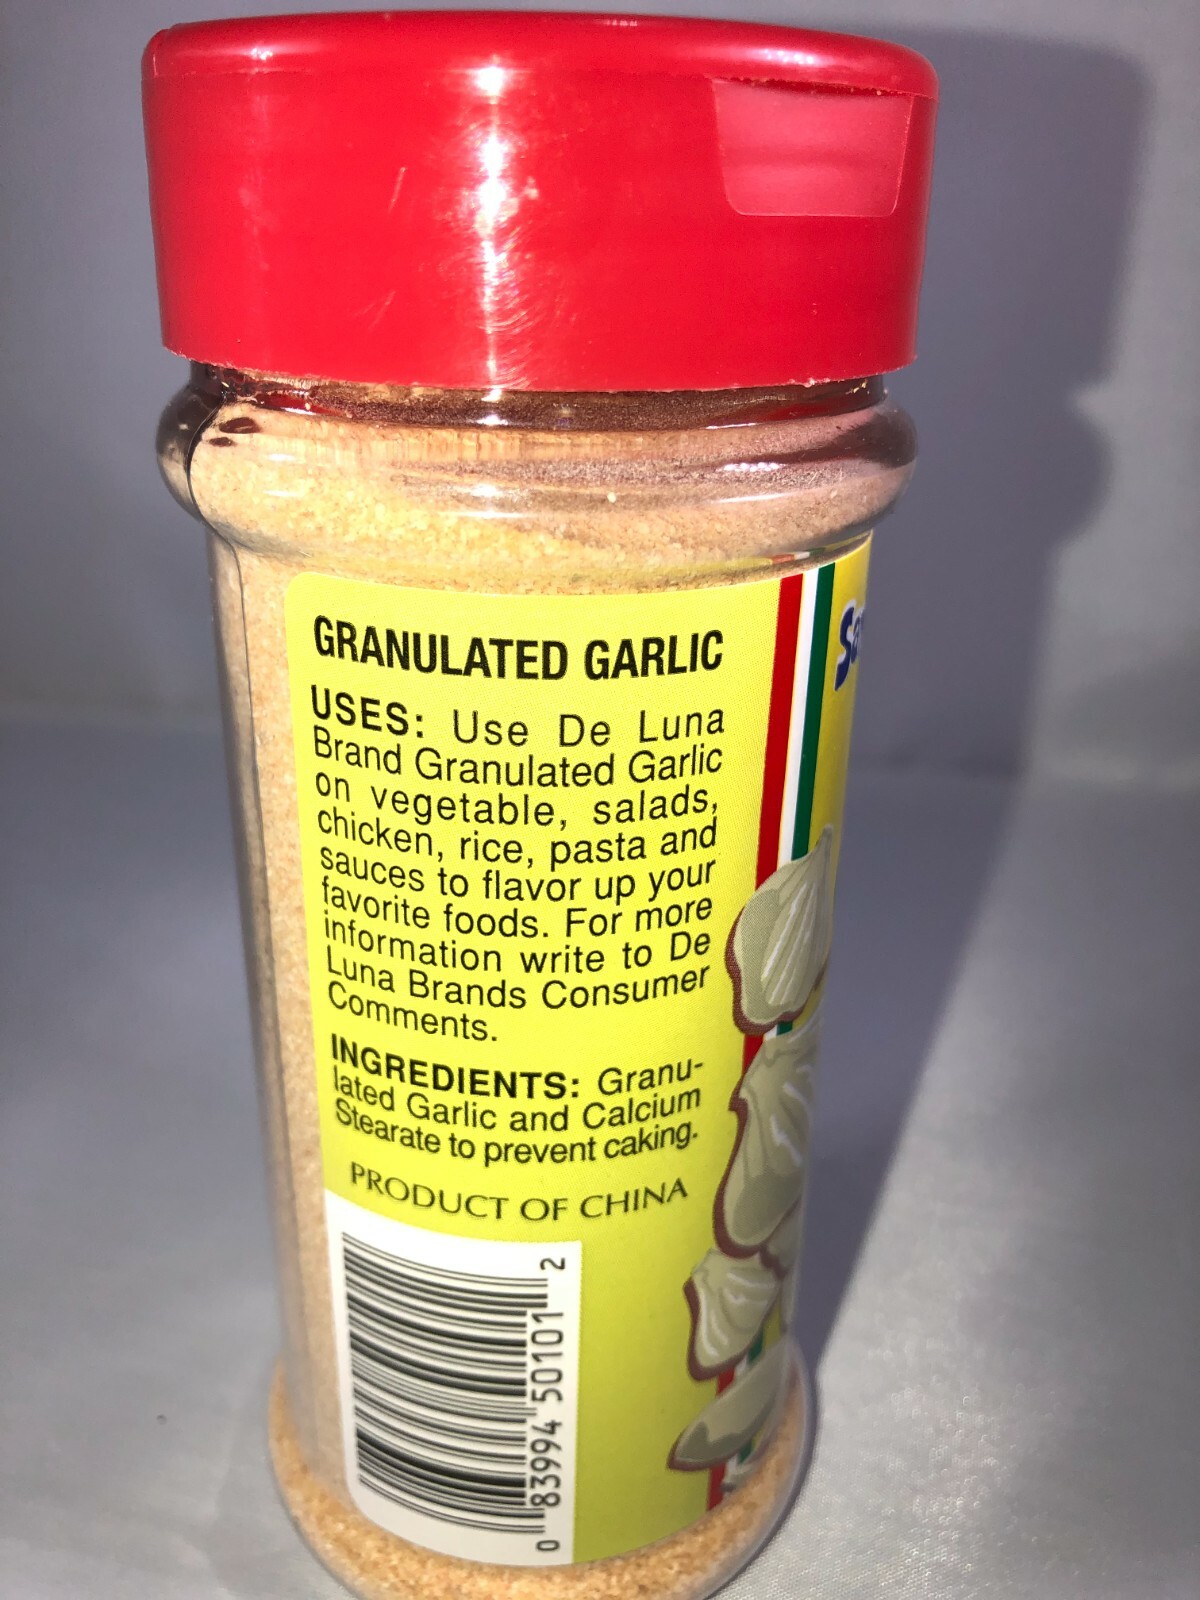 GRANULATED GARLIC
USES: Use De Luna
Brand Granulated Garlic
on vegetable, salads,
chicken, rice, pasta and
sauces to flavor up your
favorite foods. For more
information write to De
Luna Brands Consumer
Comments.
INGREDIENTS: Granu-
lated Garlic and Calcium
Stearate to prevent caking.
PRODUCT OF CHINA
0 83994 50101 2